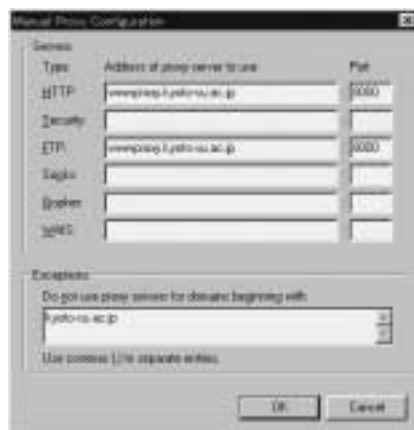 Manual Proxy Configuration
Servers
Type Address of proxy server to use Port
HTTP: wwwproxy.kyoto-su.ac.jp 8080
Security:
FTP: wwwproxy.kyoto-su.ac.jp
Socks:
Gopher:
WAIS:
Exceptions
Do not use proxy servers for domains beginning with:
kyoto-su.ac.jp
Use commas (,) to separate entries.
OK Cancel